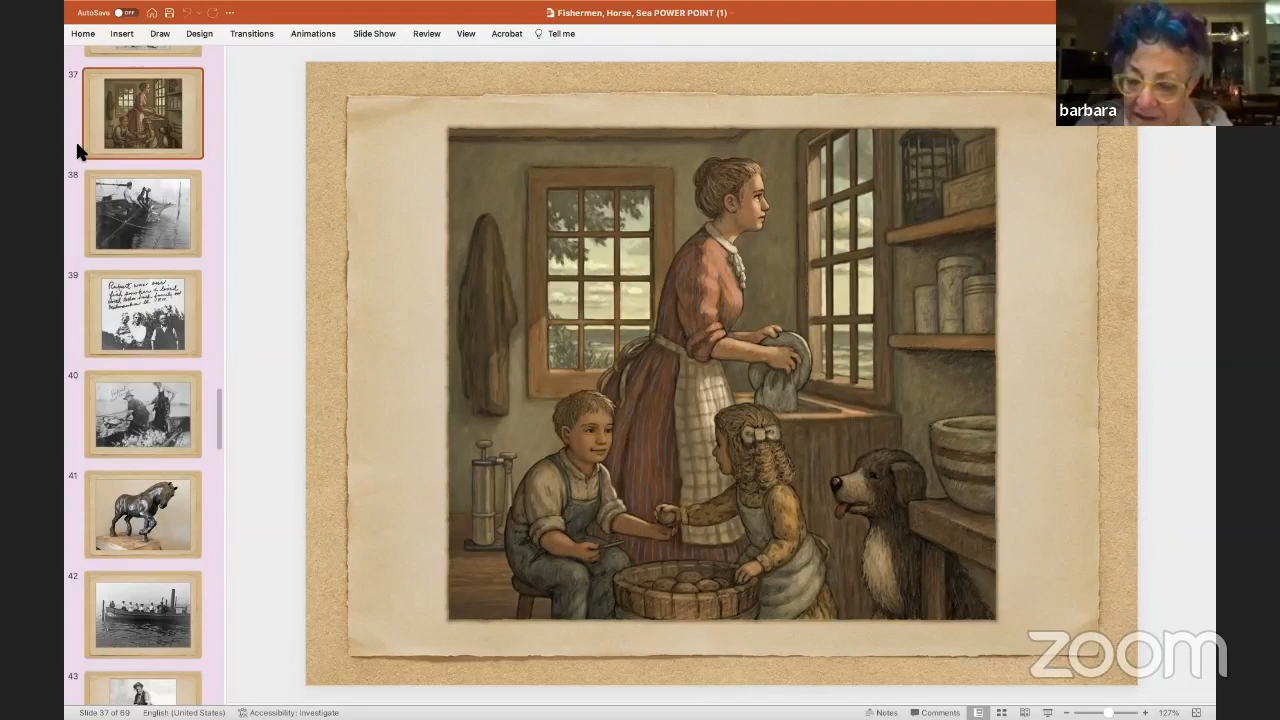 AutoSave OFF
Fishermen, Horse, Sea POWER POINT (1)
Home Insert Draw Design Transitions Animations Slide Show Review View Acrobat Tell me
barbara
37
38
39
40
41
42
43
zoom
Slide 37 of 69 English (United States) Accessibility: Investigate Notes Comments 127%